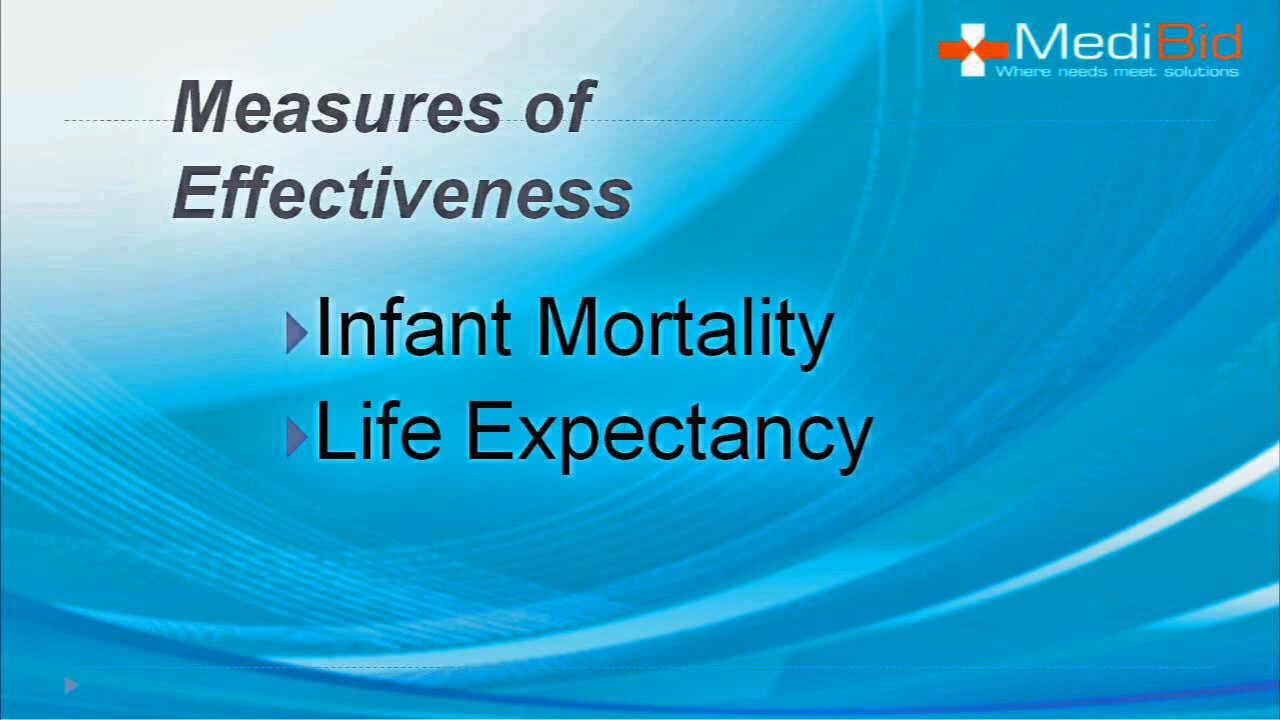 MediBid
Where needs meet solutions
Measures of
Effectiveness
Infant Mortality
Life Expectancy